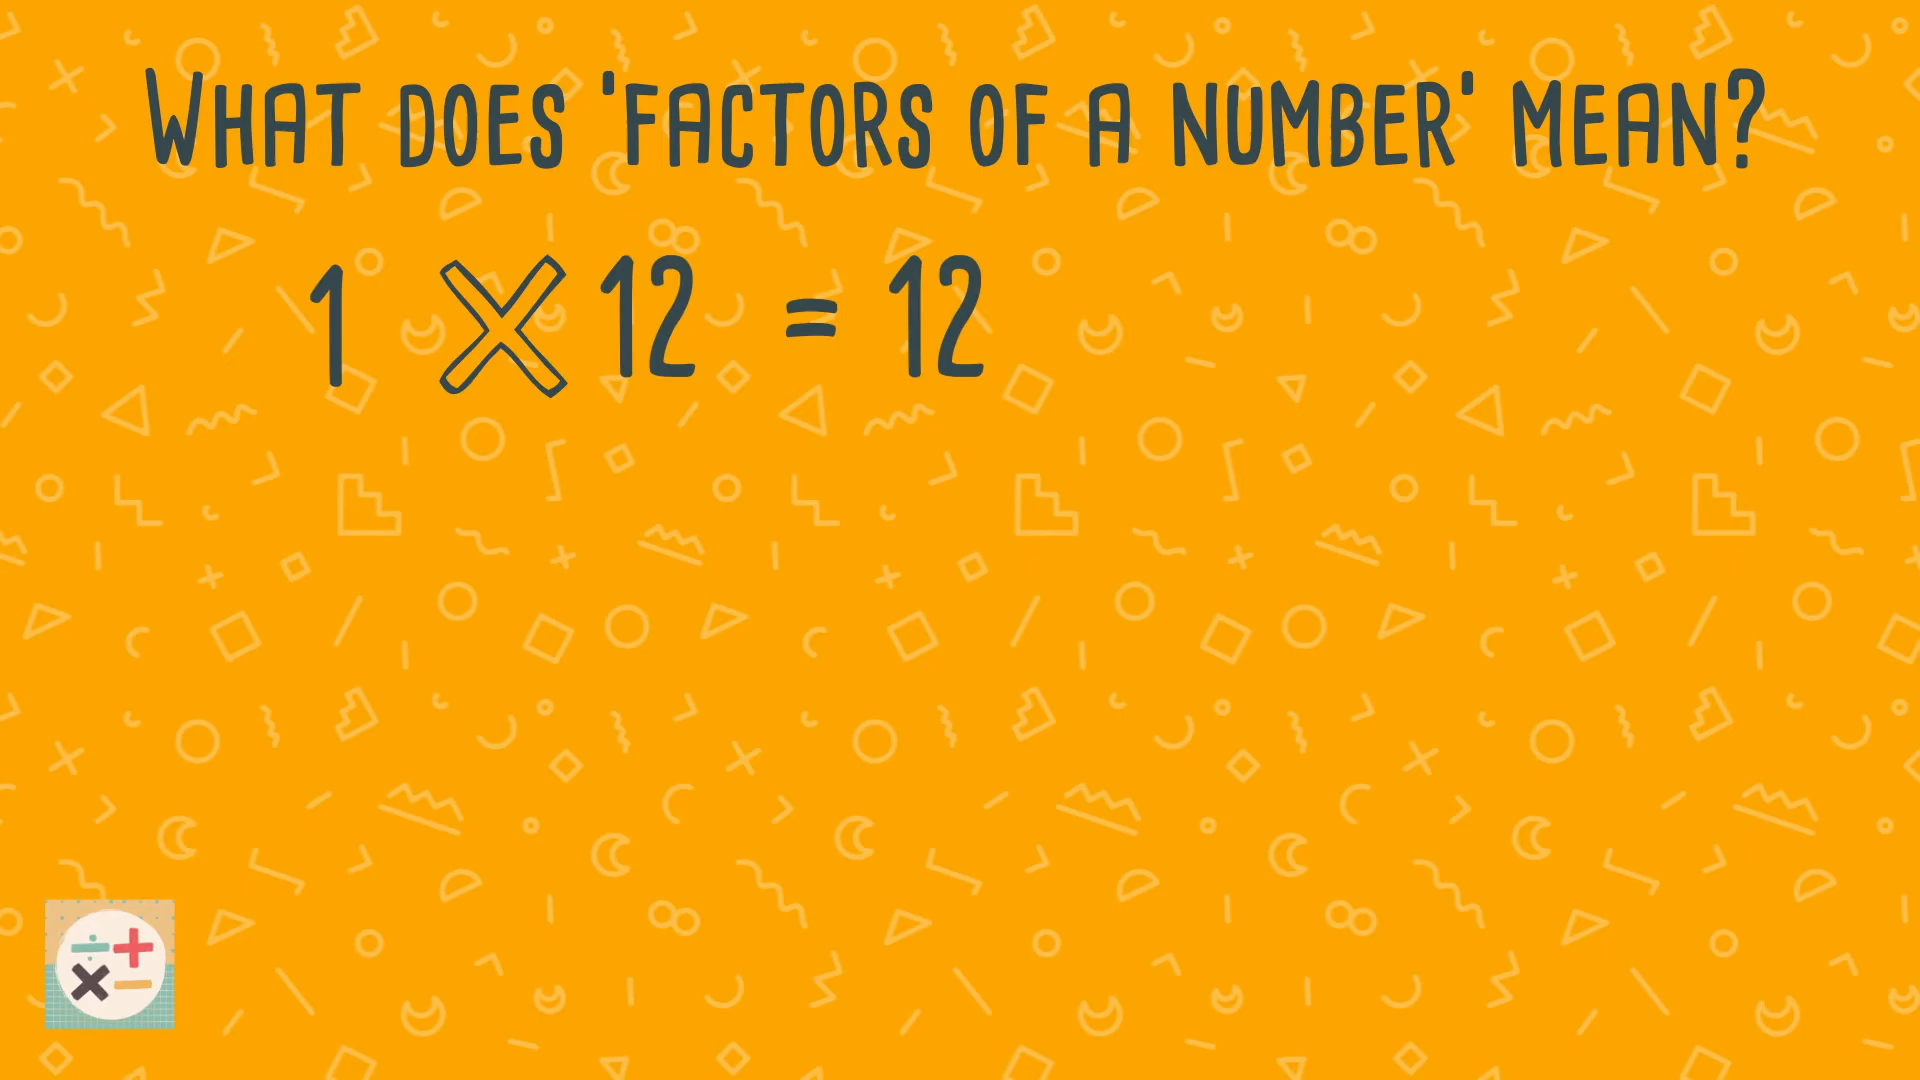 What does 'factors of a number' mean?
1 × 12 = 12